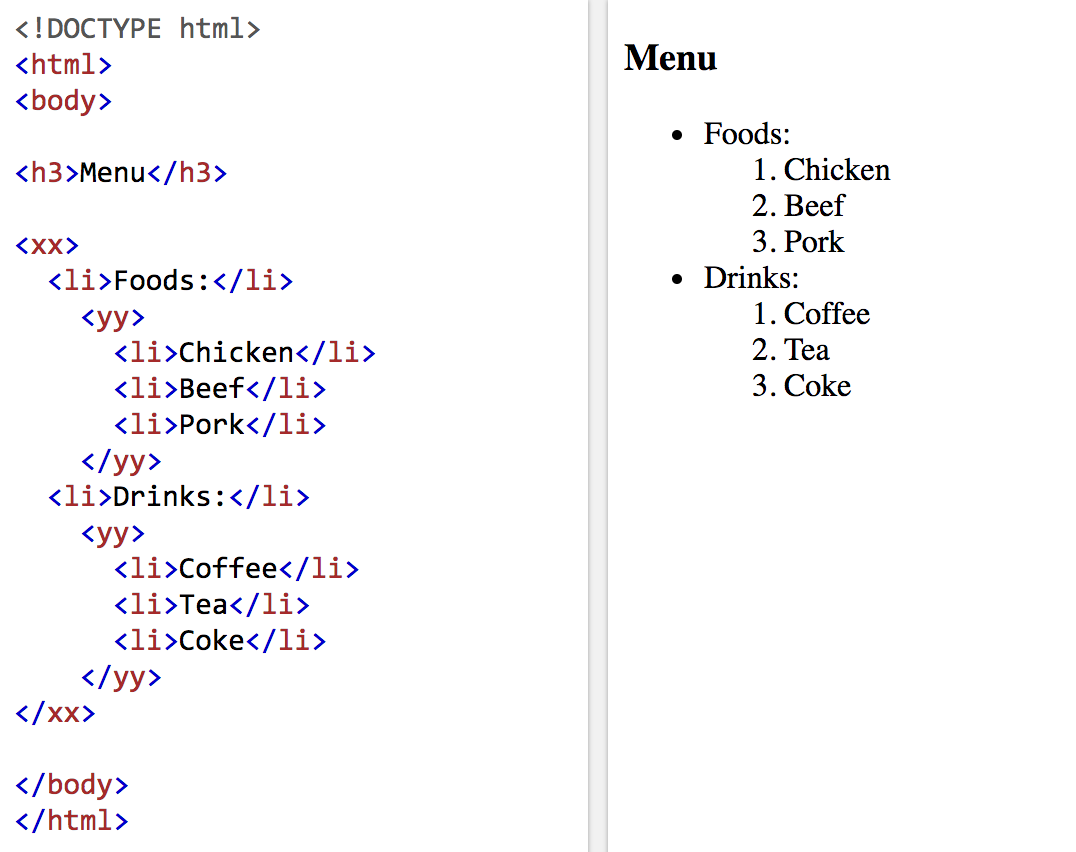 <!DOCTYPE html>
<html>
<body>
<h3>Menu</h3>
<xx>
<li>Foods:</li>
<yy>
<li>Chicken</li>
<li>Beef</li>
<li>Pork</li>
</yy>
<li>Drinks:</li>
<yy>
<li>Coffee</li>
<li>Tea</li>
<li>Coke</li>
</yy>
</xx>
</body>
</html>
Menu
• Foods:
1. Chicken
2. Beef
3. Pork
• Drinks:
1. Coffee
2. Tea
3. Coke